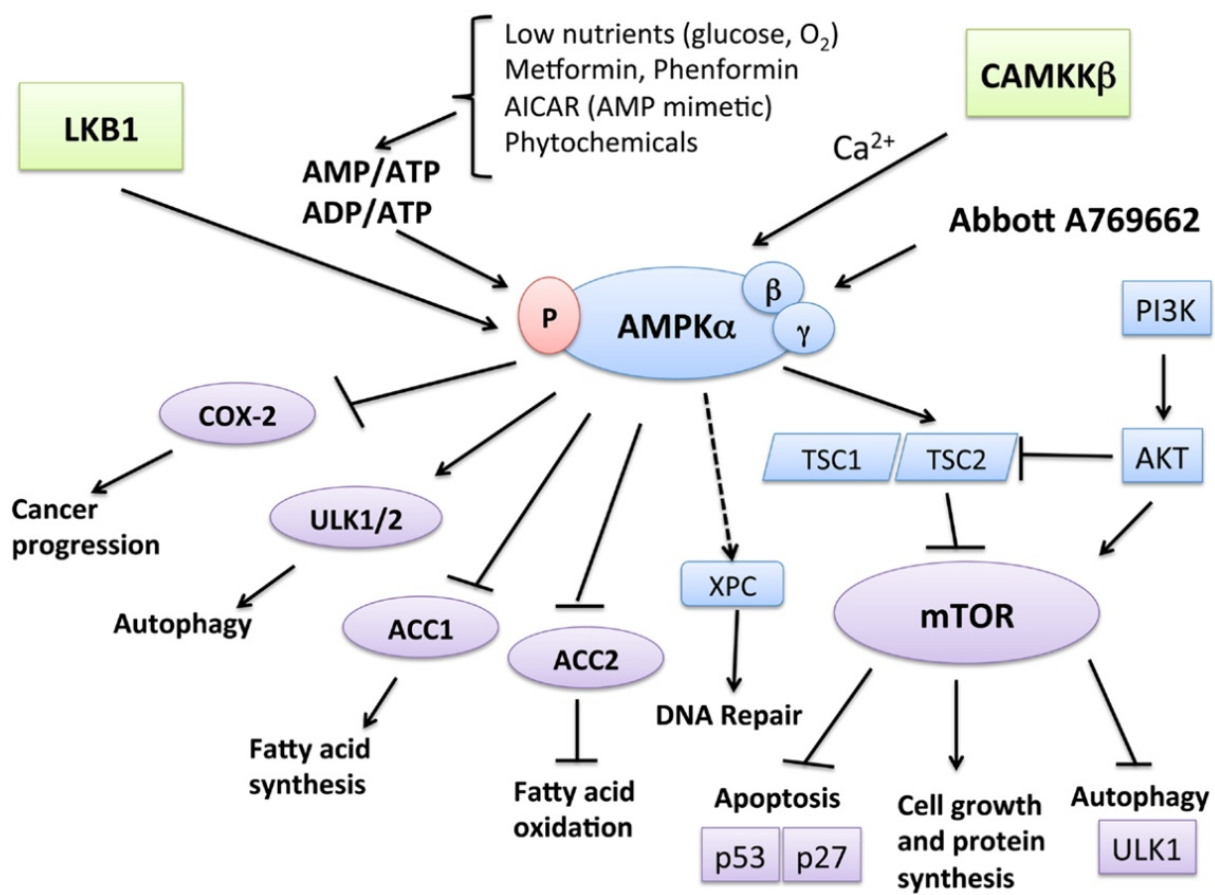 Low nutrients (glucose, O₂)
Metformin, Phenformin
AICAR (AMP mimetic)
Phytochemicals
CAMKKβ
LKB1
Ca²⁺
AMP/ATP
ADP/ATP
Abbott A769662
P
AMPKα
β
γ
PI3K
COX-2
TSC1
TSC2
AKT
Cancer
progression
ULK1/2
XPC
Autophagy
ACC1
ACC2
mTOR
DNA Repair
Fatty acid
synthesis
Fatty acid
oxidation
Apoptosis
p53
p27
Cell growth
and protein
synthesis
Autophagy
ULK1